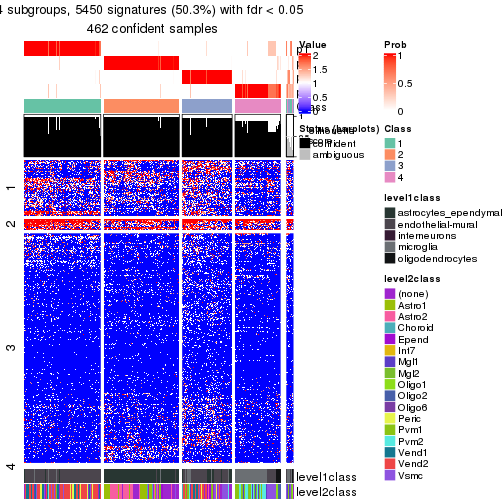 4 subgroups, 5450 signatures (50.3%) with fdr < 0.05
462 confident samples
Value
2
1.5
1
0.5
0
Prob
1
0.5
0
Class
1
2
3
4
Status (barplots)
confident
ambiguous
level1class
astrocytes_ependymal
endothelial-mural
interneurons
microglia
oligodendrocytes
level2class
(none)
Astro1
Astro2
Choroid
Epend
Int7
Mgl1
Mgl2
Oligo1
Oligo2
Oligo6
Peric
Pvm1
Pvm2
Vend1
Vend2
Vsmc
1
2
3
4
level1class
level2class